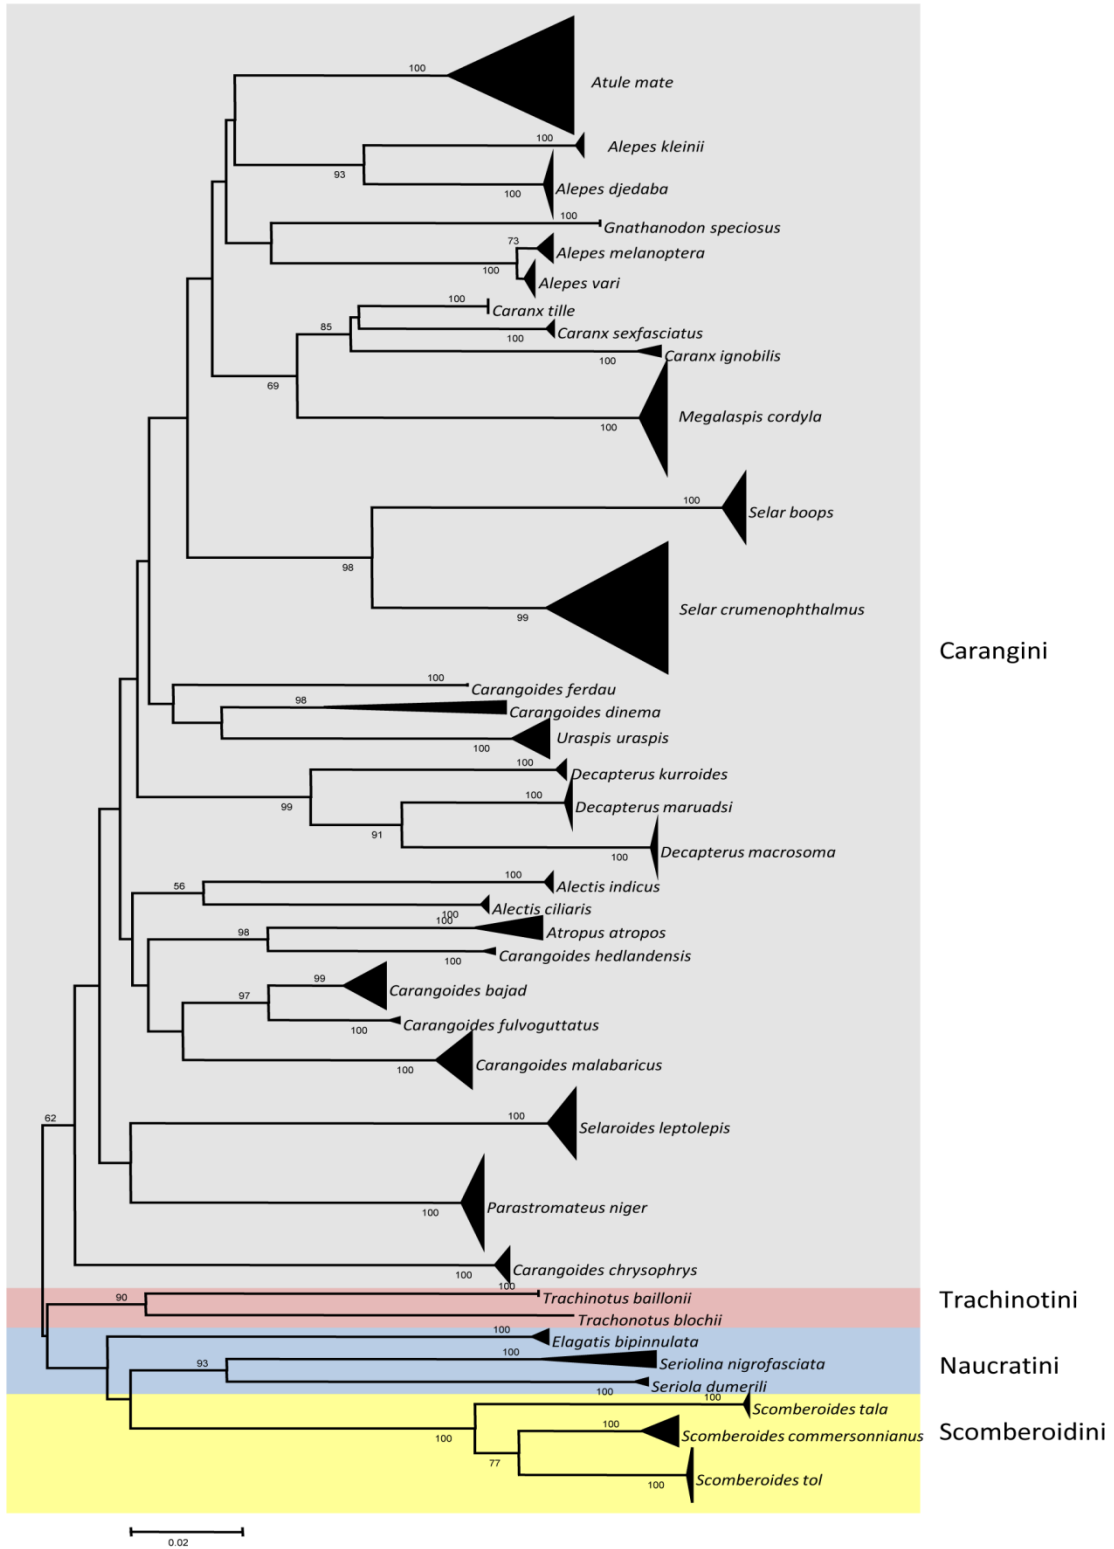 100
Atule mate
100
Alepes kleinii
93
100
Alepes djedaba
100
Gnathanodon speciosus
73
Alepes melanoptera
100
Alepes vari
100
Caranx tille
85
100
Caranx sexfasciatus
100
Caranx ignobilis
69
100
Megalaspis cordyla
100
Selar boops
98
99
Selar crumenophthalmus
Carangini
100
Carangoides ferdau
98
Carangoides dinema
100
Uraspis uraspis
100
Decapterus kurroides
99
100
Decapterus maruadsi
91
100
Decapterus macrosoma
56
100
Alectis indicus
100
Alectis ciliaris
100
Atropus atropos
98
100
Carangoides hedlandensis
99
Carangoides bajad
97
100
Carangoides fulvoguttatus
100
Carangoides malabaricus
62
100
Selaroides leptolepis
100
Parastromateus niger
100
Carangoides chrysophrys
90
100
Trachinotus baillonii
Trachinotini
Trachonotus blochii
100
Elagatis bipinnulata
93
100
Seriolina nigrofasciata
Naucratini
100
Seriola dumerili
100
Scomberoides tala
100
100
Scomberoides commersonnianus
Scomberoidini
77
100
Scomberoides tol
0.02